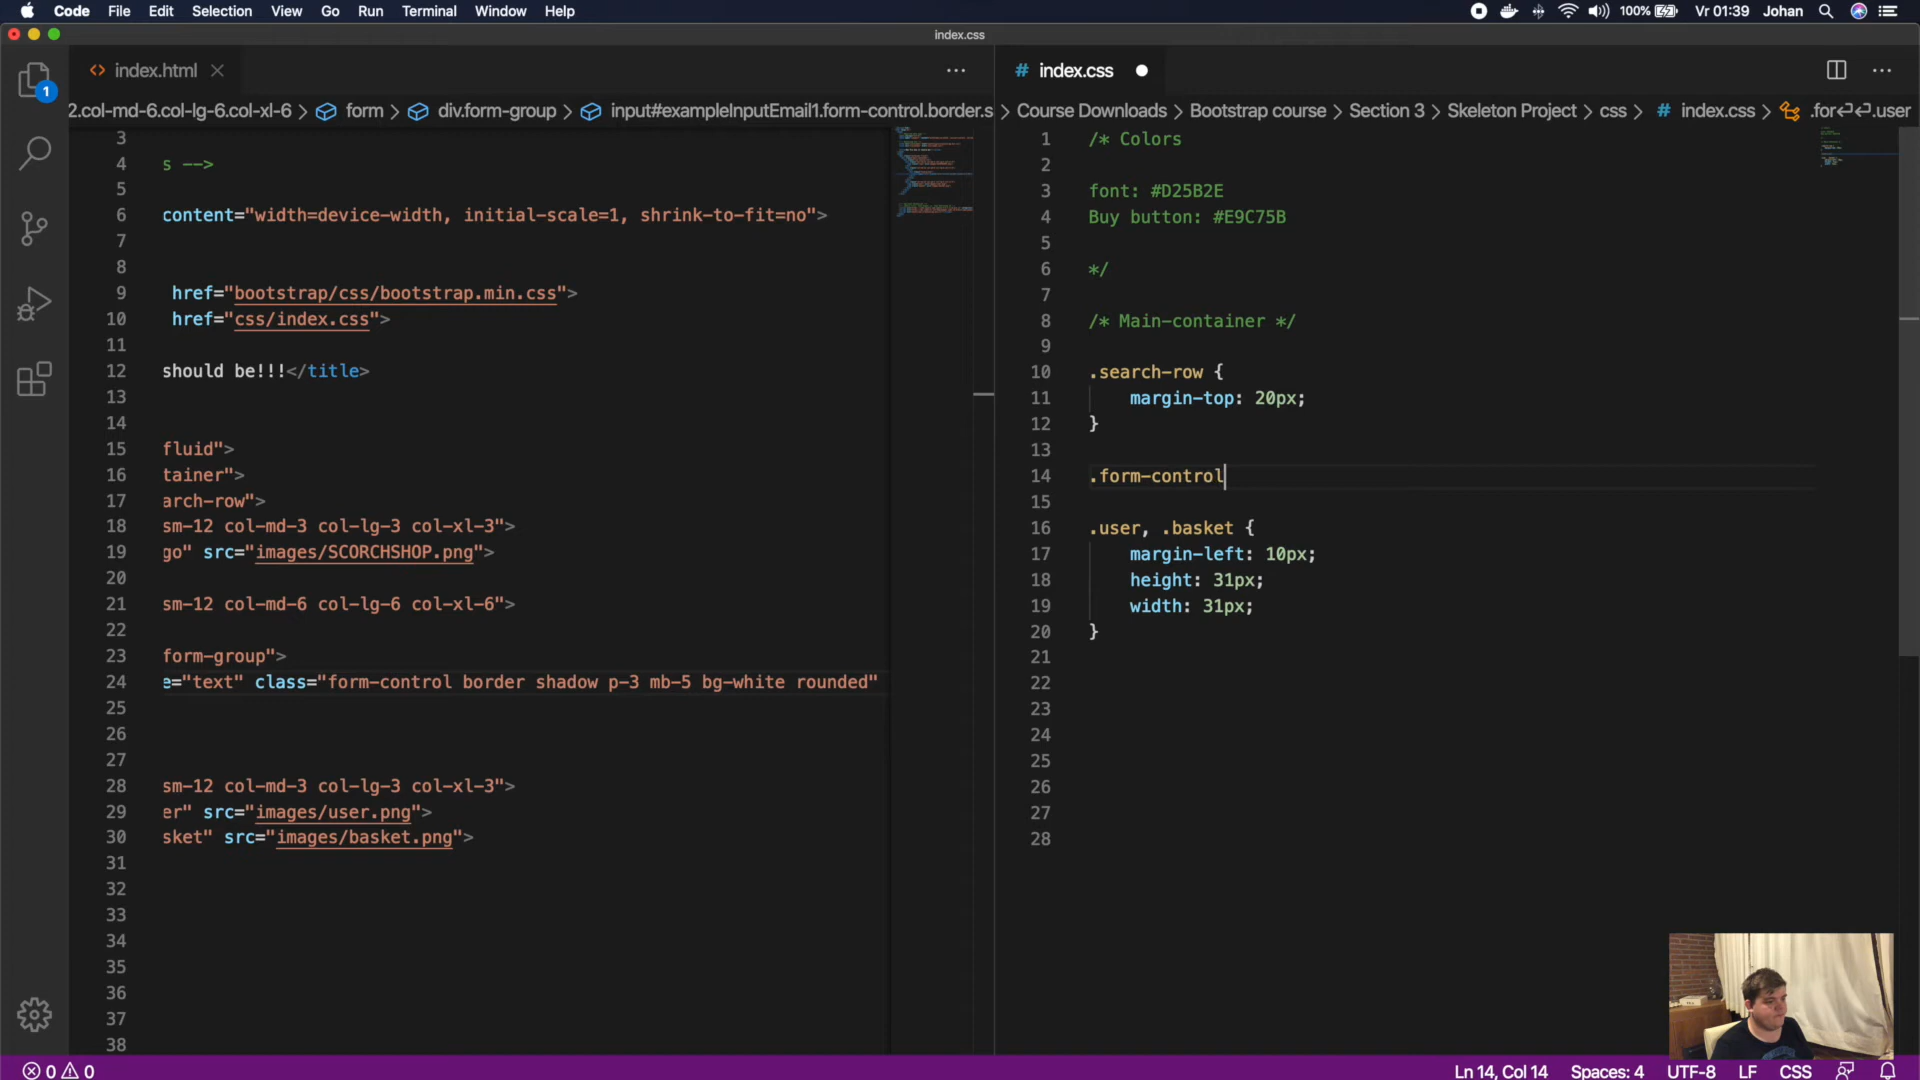 Code File Edit Selection View Go Run Terminal Window Help 100% Vr 01:39 Johan
index.css
1
index.html
index.css
2.col-md-6.col-lg-6.col-xl-6 > form > div.form-group > input#exampleInputEmail1.form-control.border.s
> Course Downloads > Bootstrap course > Section 3 > Skeleton Project > css > # index.css > .for↵↵.user
3
4 s -->
5
6 content="width=device-width, initial-scale=1, shrink-to-fit=no">
7
8
9 href="bootstrap/css/bootstrap.min.css">
10 href="css/index.css">
11
12 should be!!!</title>
13
14
15 fluid">
16 tainer">
17 arch-row">
18 sm-12 col-md-3 col-lg-3 col-xl-3">
19 go" src="images/SCORCHSHOP.png">
20
21 sm-12 col-md-6 col-lg-6 col-xl-6">
22
23 form-group">
24 e="text" class="form-control border shadow p-3 mb-5 bg-white rounded"
25
26
27
28 sm-12 col-md-3 col-lg-3 col-xl-3">
29 er" src="images/user.png">
30 sket" src="images/basket.png">
31
32
33
34
35
36
37
38
1 /* Colors
2
3 font: #D25B2E
4 Buy button: #E9C75B
5
6 */
7
8 /* Main-container */
9
10 .search-row {
11 margin-top: 20px;
12 }
13
14 .form-control
15
16 .user, .basket {
17 margin-left: 10px;
18 height: 31px;
19 width: 31px;
20 }
21
22
23
24
25
26
27
28
0 0 Ln 14, Col 14 Spaces: 4 UTF-8 LF CSS